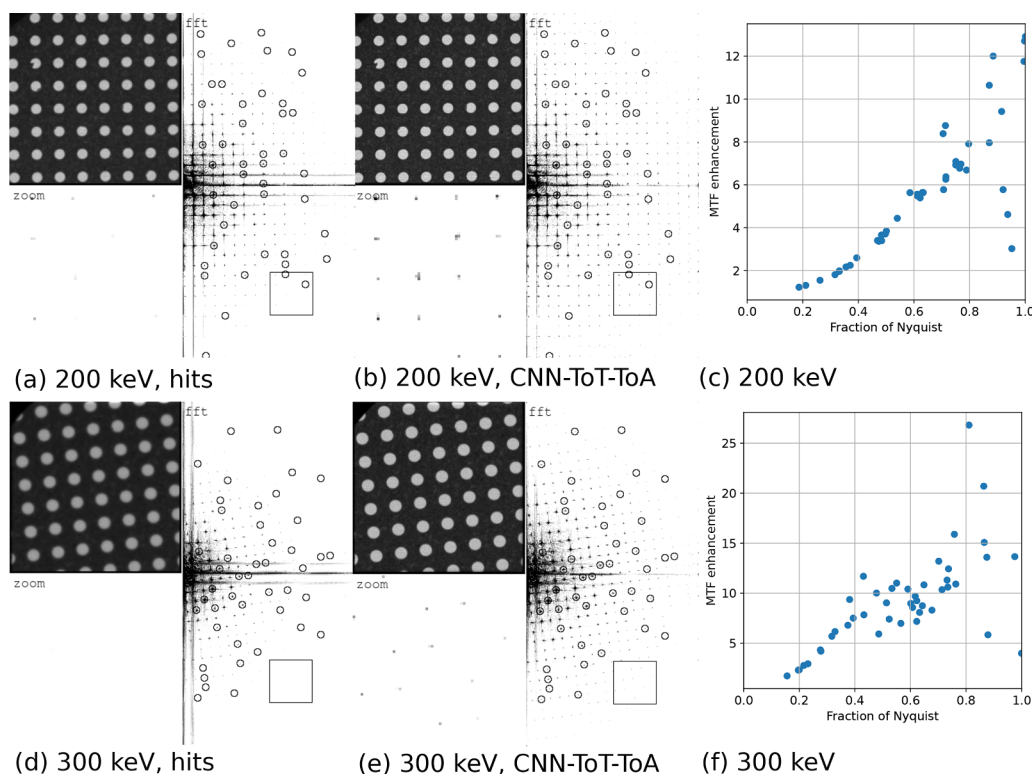 fft
zoom
(a) 200 keV, hits
fft
zoom
(b) 200 keV, CNN-ToT-ToA
MTF enhancement
12
10
8
6
4
2
0.0
0.2
0.4
0.6
0.8
1.0
Fraction of Nyquist
(c) 200 keV
fft
zoom
(d) 300 keV, hits
fft
zoom
(e) 300 keV, CNN-ToT-ToA
MTF enhancement
25
20
15
10
5
0.0
0.2
0.4
0.6
0.8
1.0
Fraction of Nyquist
(f) 300 keV